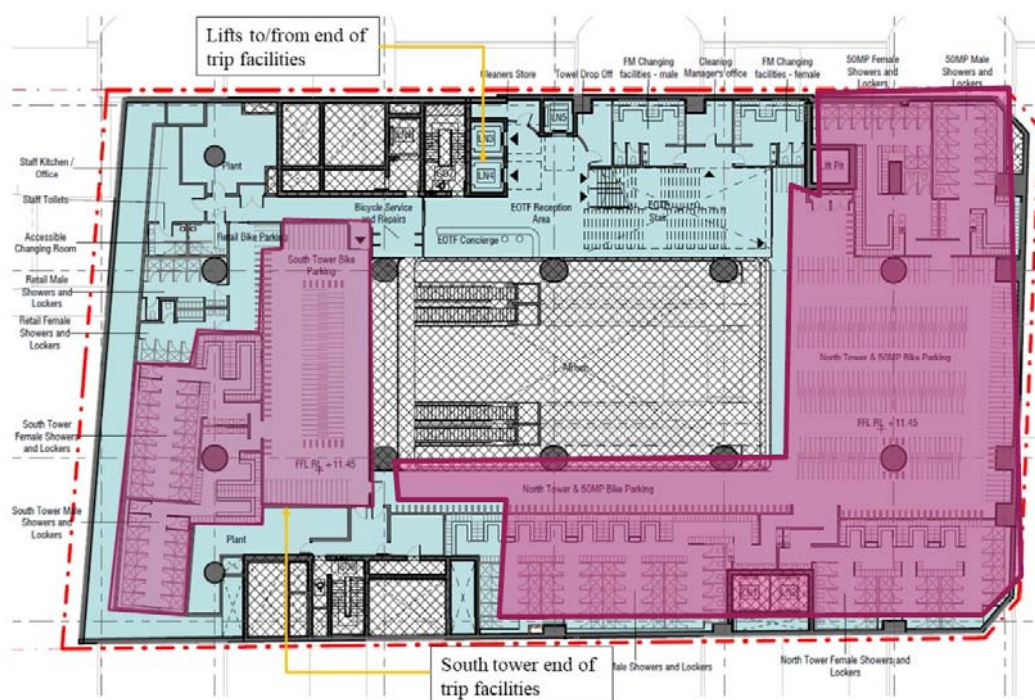 Lifts to/from end of
trip facilities
Cleaners Store
Towel Drop Off
FM Changing
facilities - male
Cleaning
Manager's office
FM Changing
facilities - female
50MP Female
Showers and
Lockers
50MP Male
Showers and
Lockers
Staff Kitchen /
Office
Plant
LN3
LN4
LN5
Lift Pit
Staff Toilets
Bicycle Service
and Repairs
EOTF Reception
Area
EOTF
Stair
Accessible
Changing Room
Retail Bike Parking
EOTF Concierge
South Tower Bike
Parking
Retail Male
Showers and
Lockers
Retail Female
Showers and
Lockers
Atrium
North Tower & 50MP Bike Parking
South Tower
Female Showers
and Lockers
FFL RL +11.45
FFL RL +11.45
North Tower & 50MP Bike Parking
South Tower Male
Showers and
Lockers
Plant
South tower end of
trip facilities
Male Showers and Lockers
North Tower Female Showers and
Lockers